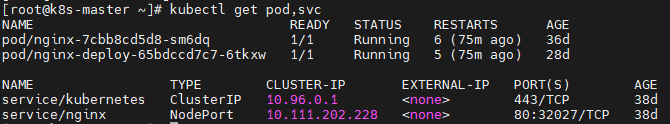 [root@k8s-master ~]# kubectl get pod,svc
NAME READY STATUS RESTARTS AGE
pod/nginx-7cbb8cd5d8-sm6dq 1/1 Running 6 (75m ago) 36d
pod/nginx-deploy-65bdccd7c7-6tkxw 1/1 Running 5 (75m ago) 28d
NAME TYPE CLUSTER-IP EXTERNAL-IP PORT(S) AGE
service/kubernetes ClusterIP 10.96.0.1 <none> 443/TCP 38d
service/nginx NodePort 10.111.202.228 <none> 80:32027/TCP 38d